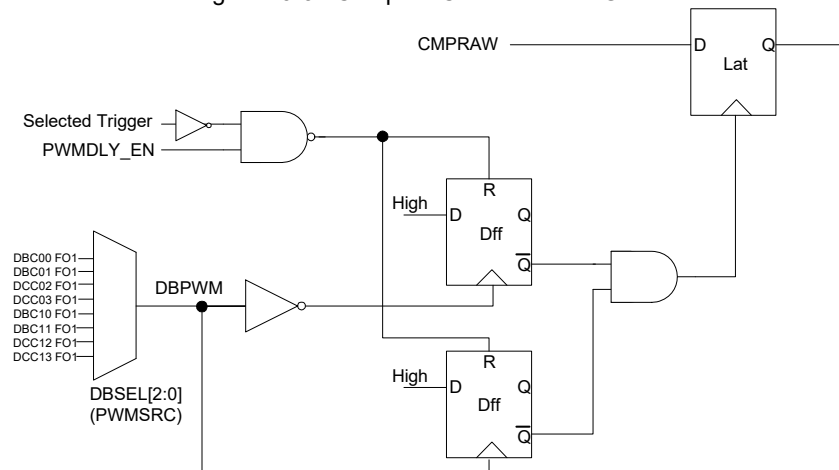 CMPRAW
D
Q
Lat
Selected Trigger
PWMDLY_EN
R
High
D
Q
Dff
Q
DBC00 FO1
DBC01 FO1
DCC02 FO1
DCC03 FO1
DBC10 FO1
DBC11 FO1
DCC12 FO1
DCC13 FO1
DBPWM
DBSEL[2:0]
(PWMSRC)
R
High
D
Q
Dff
Q